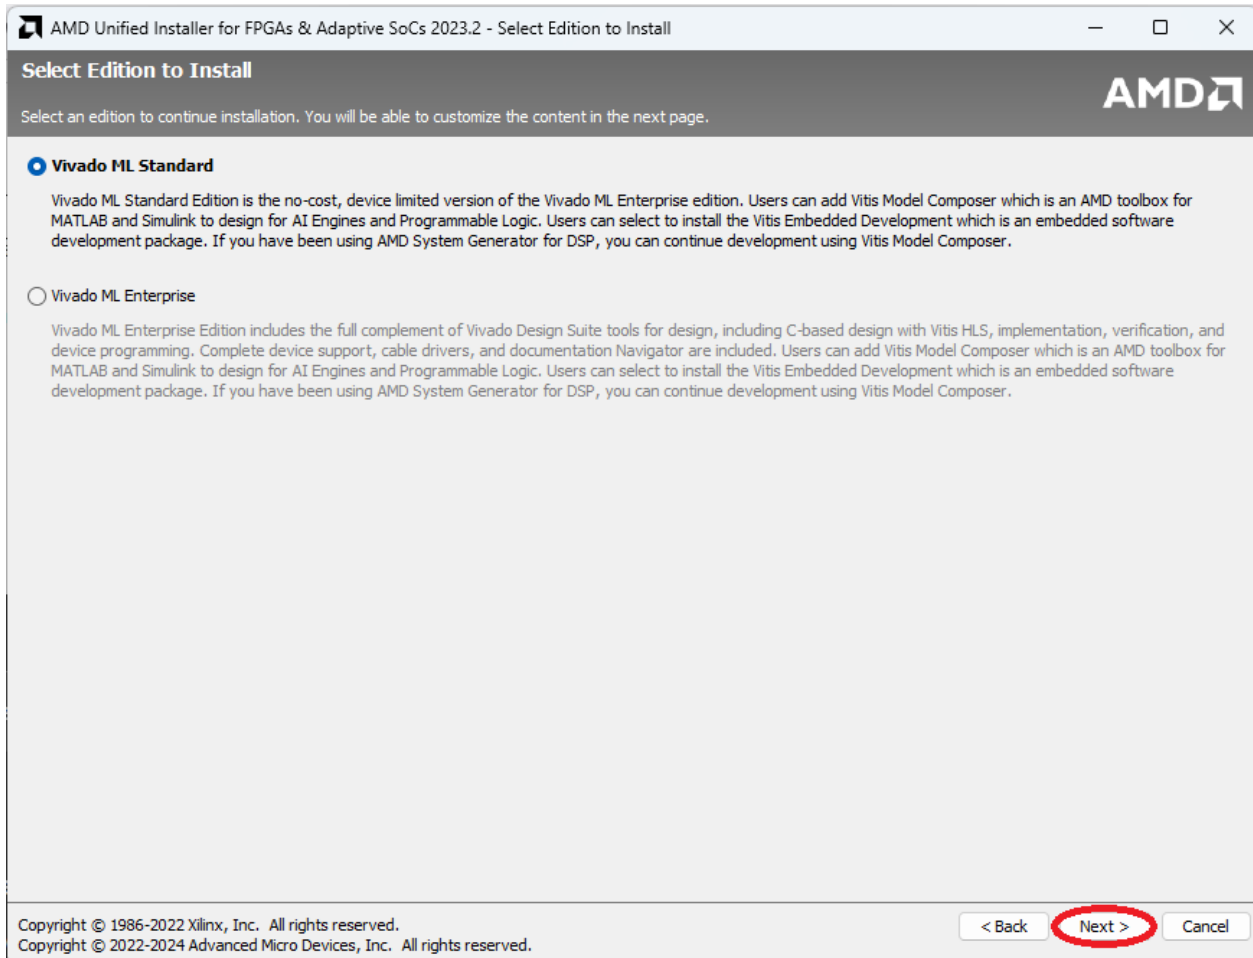 AMD Unified Installer for FPGAs & Adaptive SoCs 2023.2 - Select Edition to Install
Select Edition to Install
AMD
Select an edition to continue installation. You will be able to customize the content in the next page.
Vivado ML Standard
Vivado ML Standard Edition is the no-cost, device limited version of the Vivado ML Enterprise edition. Users can add Vitis Model Composer which is an AMD toolbox for
MATLAB and Simulink to design for AI Engines and Programmable Logic. Users can select to install the Vitis Embedded Development which is an embedded software
development package. If you have been using AMD System Generator for DSP, you can continue development using Vitis Model Composer.
Vivado ML Enterprise
Vivado ML Enterprise Edition includes the full complement of Vivado Design Suite tools for design, including C-based design with Vitis HLS, implementation, verification, and
device programming. Complete device support, cable drivers, and documentation Navigator are included. Users can add Vitis Model Composer which is an AMD toolbox for
MATLAB and Simulink to design for AI Engines and Programmable Logic. Users can select to install the Vitis Embedded Development which is an embedded software
development package. If you have been using AMD System Generator for DSP, you can continue development using Vitis Model Composer.
Copyright © 1986-2022 Xilinx, Inc. All rights reserved.
Copyright © 2022-2024 Advanced Micro Devices, Inc. All rights reserved.
< Back Next > Cancel